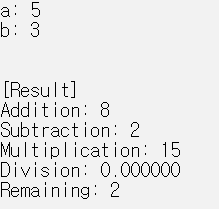 a: 5
b: 3
[Result]
Addition: 8
Subtraction: 2
Multiplication: 15
Division: 0.000000
Remaining: 2